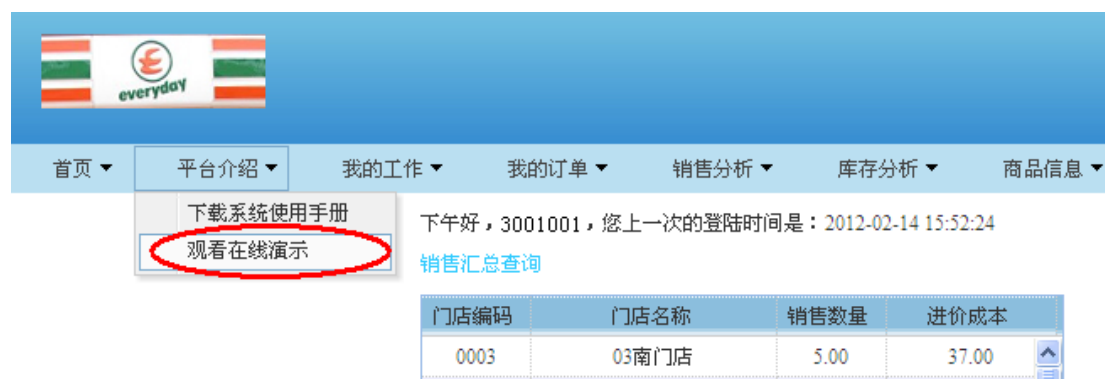 everyday
首页 平台介绍 我的工作 我的订单 销售分析 库存分析 商品信息
下载系统使用手册
观看在线演示
下午好，3001001，您上一次的登陆时间是：2012-02-14 15:52:24
销售汇总查询
门店编码 门店名称 销售数量 进价成本
0003 03南门店 5.00 37.00